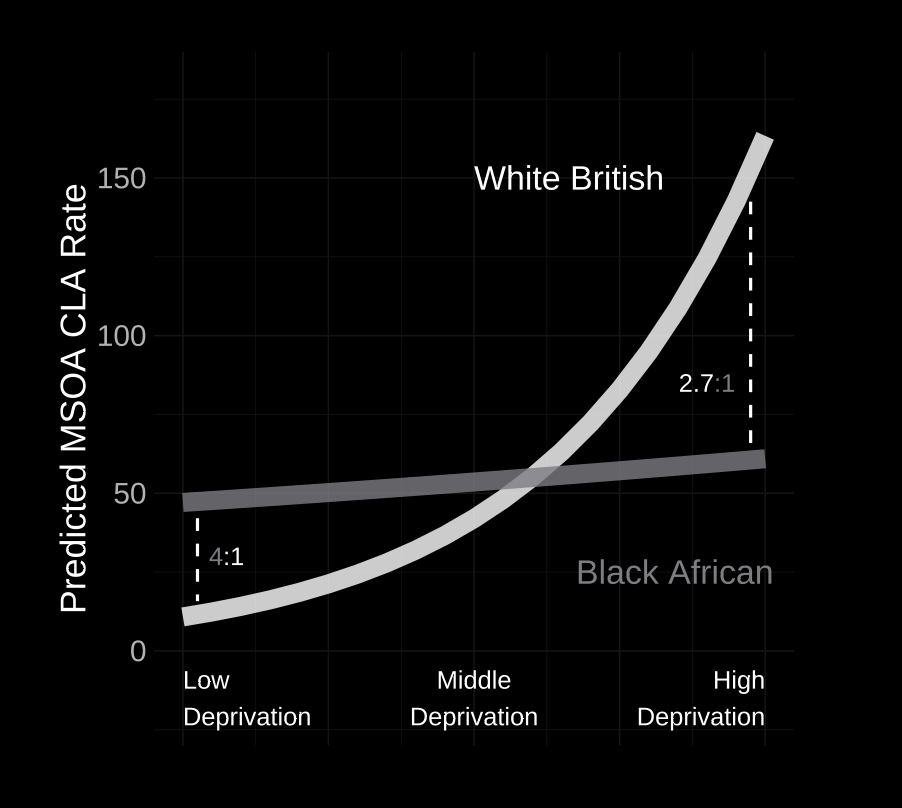 Predicted MSOA CLA Rate
150
100
50
0
White British
2.7:1
4:1
Black African
Low
Deprivation
Middle
Deprivation
High
Deprivation